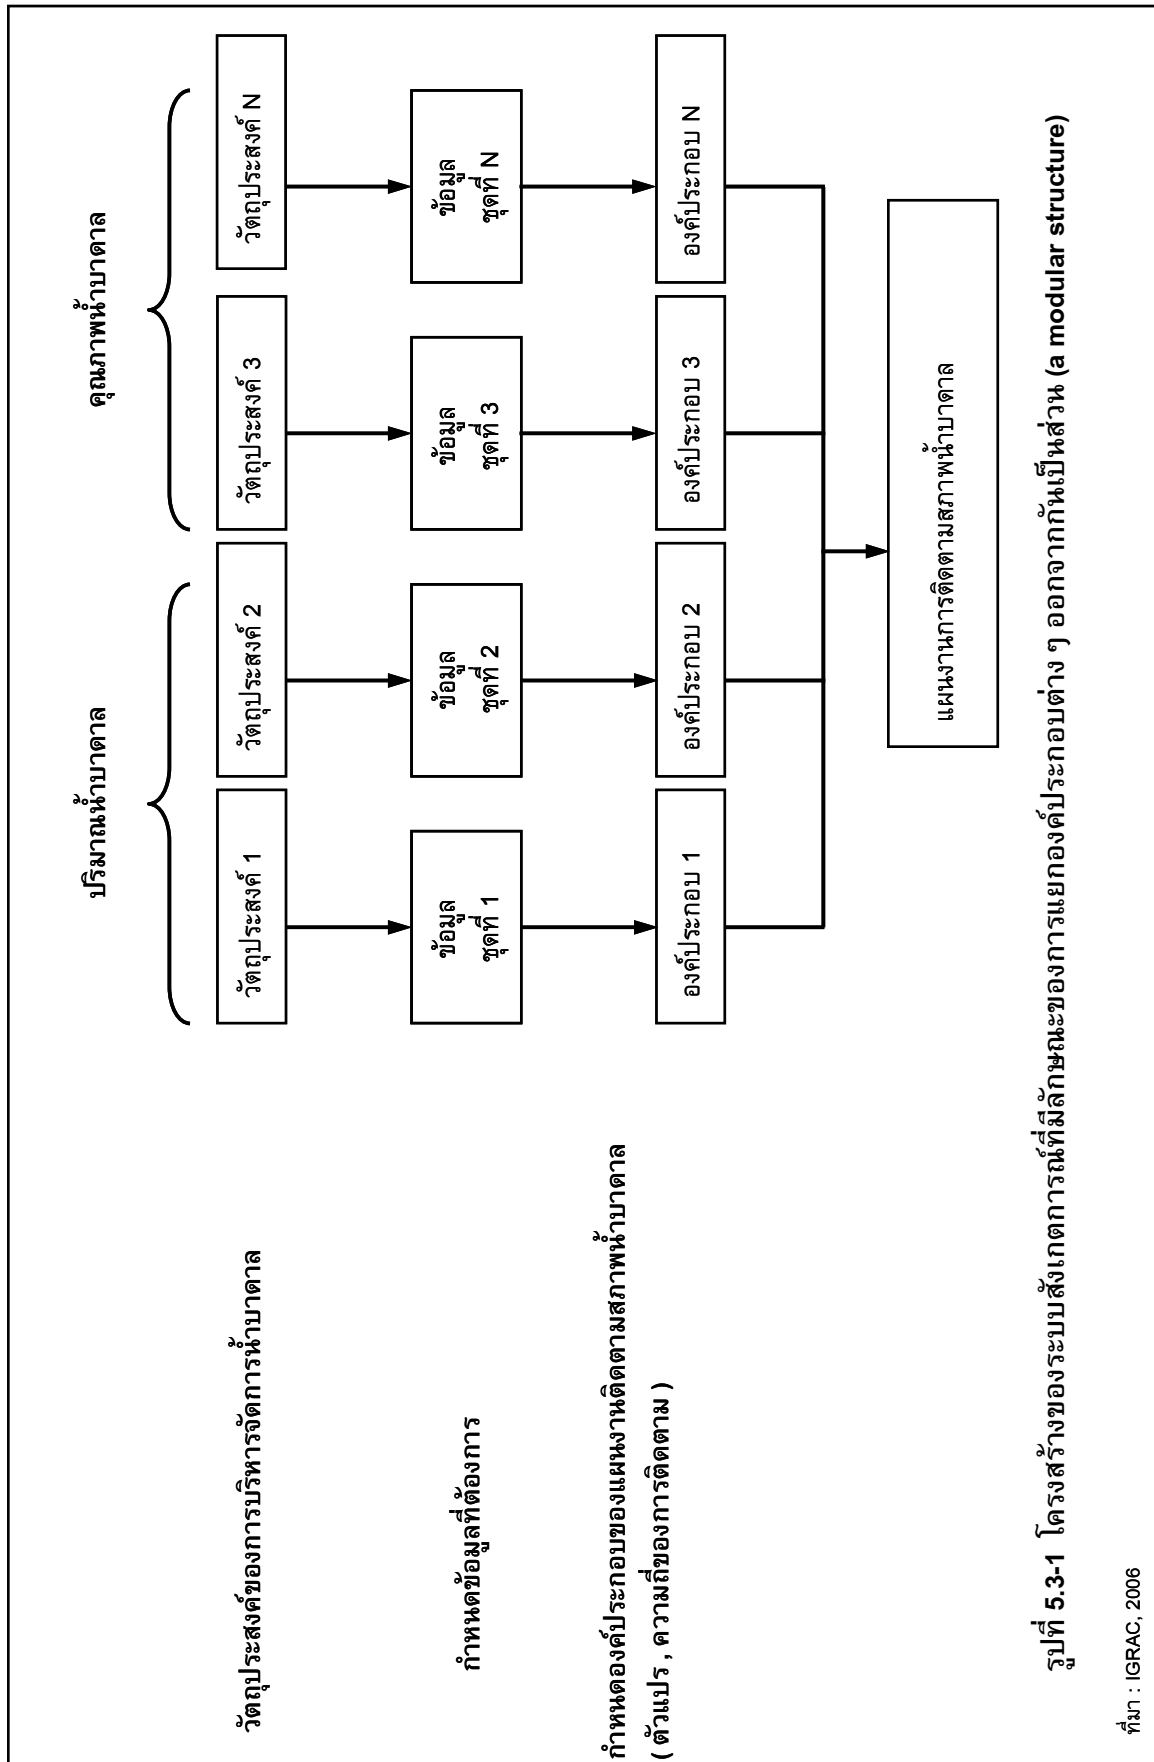 ปริมาณน้ำบาดาล
คุณภาพน้ำบาดาล
วัตถุประสงค์ของการบริหารจัดการน้ำบาดาล
วัตถุประสงค์ 1
วัตถุประสงค์ 2
วัตถุประสงค์ 3
วัตถุประสงค์ N
กำหนดข้อมูลที่ต้องการ
ข้อมูล
ชุดที่ 1
ข้อมูล
ชุดที่ 2
ข้อมูล
ชุดที่ 3
ข้อมูล
ชุดที่ N
กำหนดองค์ประกอบของแผนงานติดตามสภาพน้ำบาดาล
( ตัวแปร , ความถี่ของการติดตาม )
องค์ประกอบ 1
องค์ประกอบ 2
องค์ประกอบ 3
องค์ประกอบ N
แผนงานการติดตามสภาพน้ำบาดาล
รูปที่ 5.3-1 โครงสร้างของระบบสังเกตการณ์ที่มีลักษณะของการแยกองค์ประกอบต่าง ๆ ออกจากกันเป็นส่วน (a modular structure)
ที่มา : IGRAC, 2006